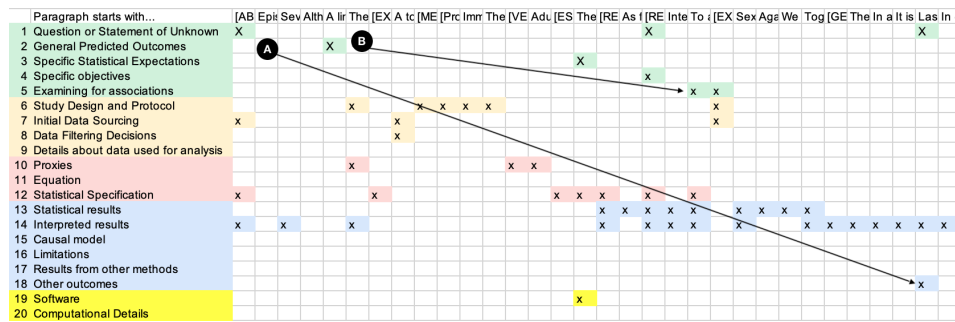 Paragraph starts with... [AB Epis Sev Alth A lir The [EX A to [ME [Pro Imm The [VE Adu [ES The [RE As f [RE Inte To a [EX Sex Aga We Tog [GE The In a It is Las In
1 Question or Statement of Unknown X X X
B
2 General Predicted Outcomes X
A
3 Specific Statistical Expectations X
4 Specific objectives x
5 Examining for associations x x
6 Study Design and Protocol x x x x x x
7 Initial Data Sourcing x x x
8 Data Filtering Decisions x
9 Details about data used for analysis
10 Proxies x x x
11 Equation
12 Statistical Specification x x x x x x x
13 Statistical results x x x x x x x x x
14 Interpreted results x x x x x x x x x x x x x x x
15 Causal model
16 Limitations
17 Results from other methods
18 Other outcomes x
19 Software x
20 Computational Details